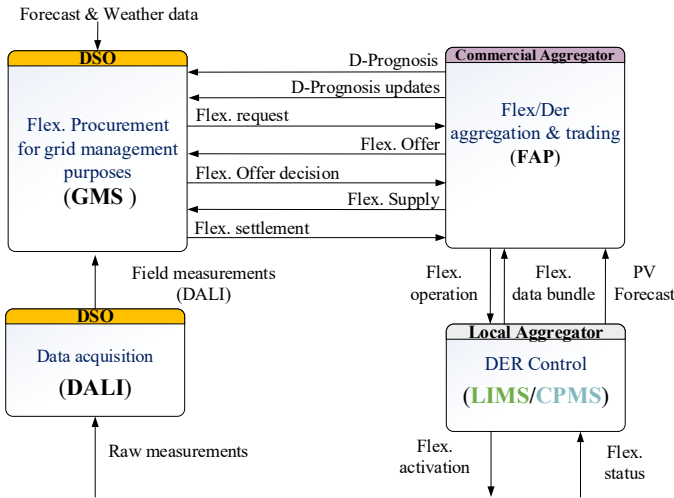 Forecast & Weather data
DSO
Flex. Procurement
for grid management
purposes
(GMS )
D-Prognosis
D-Prognosis updates
Flex. request
Flex. Offer
Flex. Offer decision
Flex. Supply
Flex. settlement
Commercial Aggregator
Flex/Der
aggregation & trading
(FAP)
Field measurements
(DALI)
Flex.
operation
Flex.
data bundle
PV
Forecast
DSO
Data acquisition
(DALI)
Local Aggregator
DER Control
(LIMS/CPMS)
Raw measurements
Flex.
activation
Flex.
status